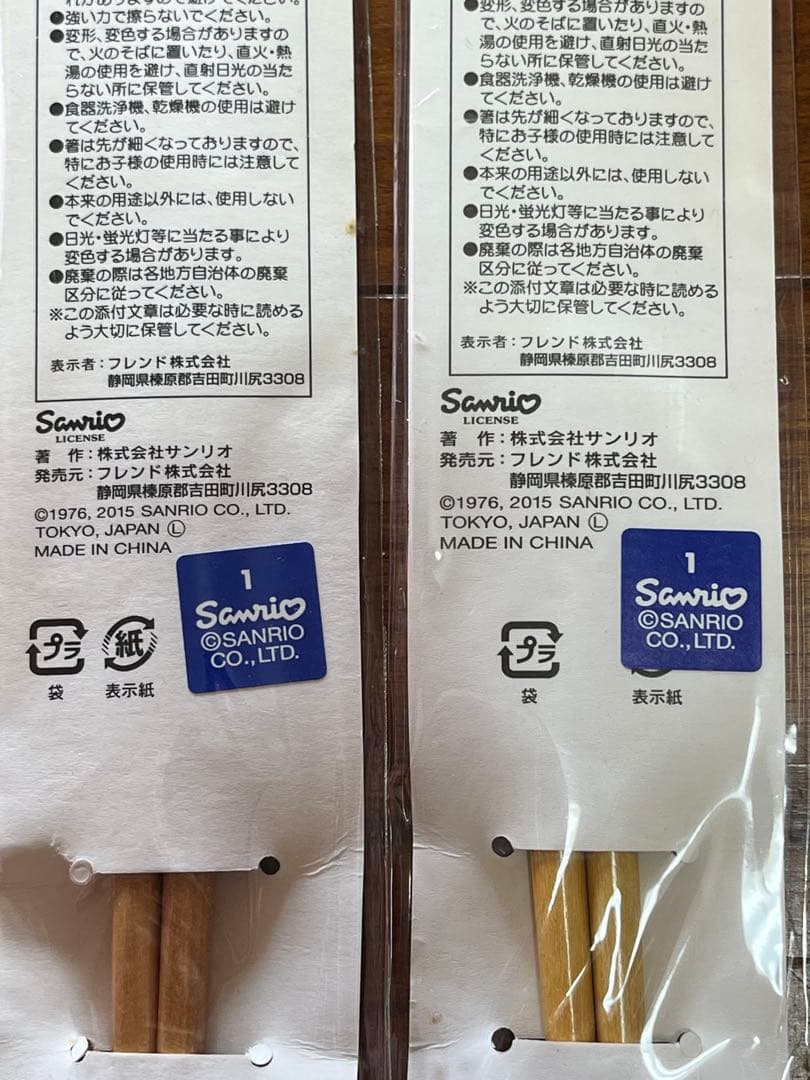 れがありますので避けてください。
●強い力で擦らないでください。
●変形、変色する場合がありますの
で、火のそばに置いたり、直火・熱
湯の使用を避け、直射日光の当た
らない所に保管してください。
●食器洗浄機、乾燥機の使用は避け
てください。
●箸は先が細くなっておりますので、
特にお子様の使用時には注意して
ください。
●本来の用途以外には、使用しない
でください。
●日光・蛍光灯等に当たる事により
変色する場合があります。
●廃棄の際は各地方自治体の廃棄
区分に従ってください。
※この添付文章は必要な時に読める
よう大切に保管してください。
表示者：フレンド株式会社
静岡県榛原郡吉田町川尻3308
Sanrio
LICENSE
著 作：株式会社サンリオ
発売元：フレンド株式会社
静岡県榛原郡吉田町川尻3308
©1976, 2015 SANRIO CO., LTD.
TOKYO, JAPAN Ⓛ
MADE IN CHINA
1
Sanrio
©SANRIO
CO., LTD.
プラ
紙
袋
表示紙
●変形、変色する場合がありますの
で、火のそばに置いたり、直火・熱
湯の使用を避け、直射日光の当た
らない所に保管してください。
●食器洗浄機、乾燥機の使用は避け
てください。
●箸は先が細くなっておりますので、
特にお子様の使用時には注意して
ください。
●本来の用途以外には、使用しない
でください。
●日光・蛍光灯等に当たる事により
変色する場合があります。
●廃棄の際は各地方自治体の廃棄
区分に従ってください。
※この添付文章は必要な時に読める
よう大切に保管してください。
表示者：フレンド株式会社
静岡県榛原郡吉田町川尻3308
Sanrio
LICENSE
著 作：株式会社サンリオ
発売元：フレンド株式会社
静岡県榛原郡吉田町川尻3308
©1976, 2015 SANRIO CO., LTD.
TOKYO, JAPAN Ⓛ
MADE IN CHINA
1
Sanrio
©SANRIO
CO., LTD.
プラ
袋
表示紙